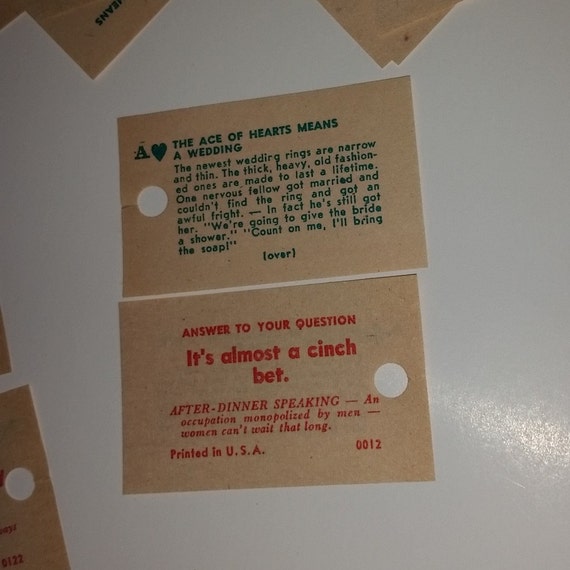 MEANS
A♥ THE ACE OF HEARTS MEANS
A WEDDING
The newest wedding rings are narrow
and thin. The thick, heavy, old fashion-
ed ones are made to last a lifetime.
One nervous fellow got married and
couldn't find the ring and got an
awful fright. — In fact he's still got
her. "We're going to give the bride
a shower." "Count on me, I'll bring
the soap!"
(over)
ANSWER TO YOUR QUESTION
It's almost a cinch
bet.
AFTER-DINNER SPEAKING — An
occupation monopolized by men —
women can't wait that long.
Printed in U.S.A. 0012
0122